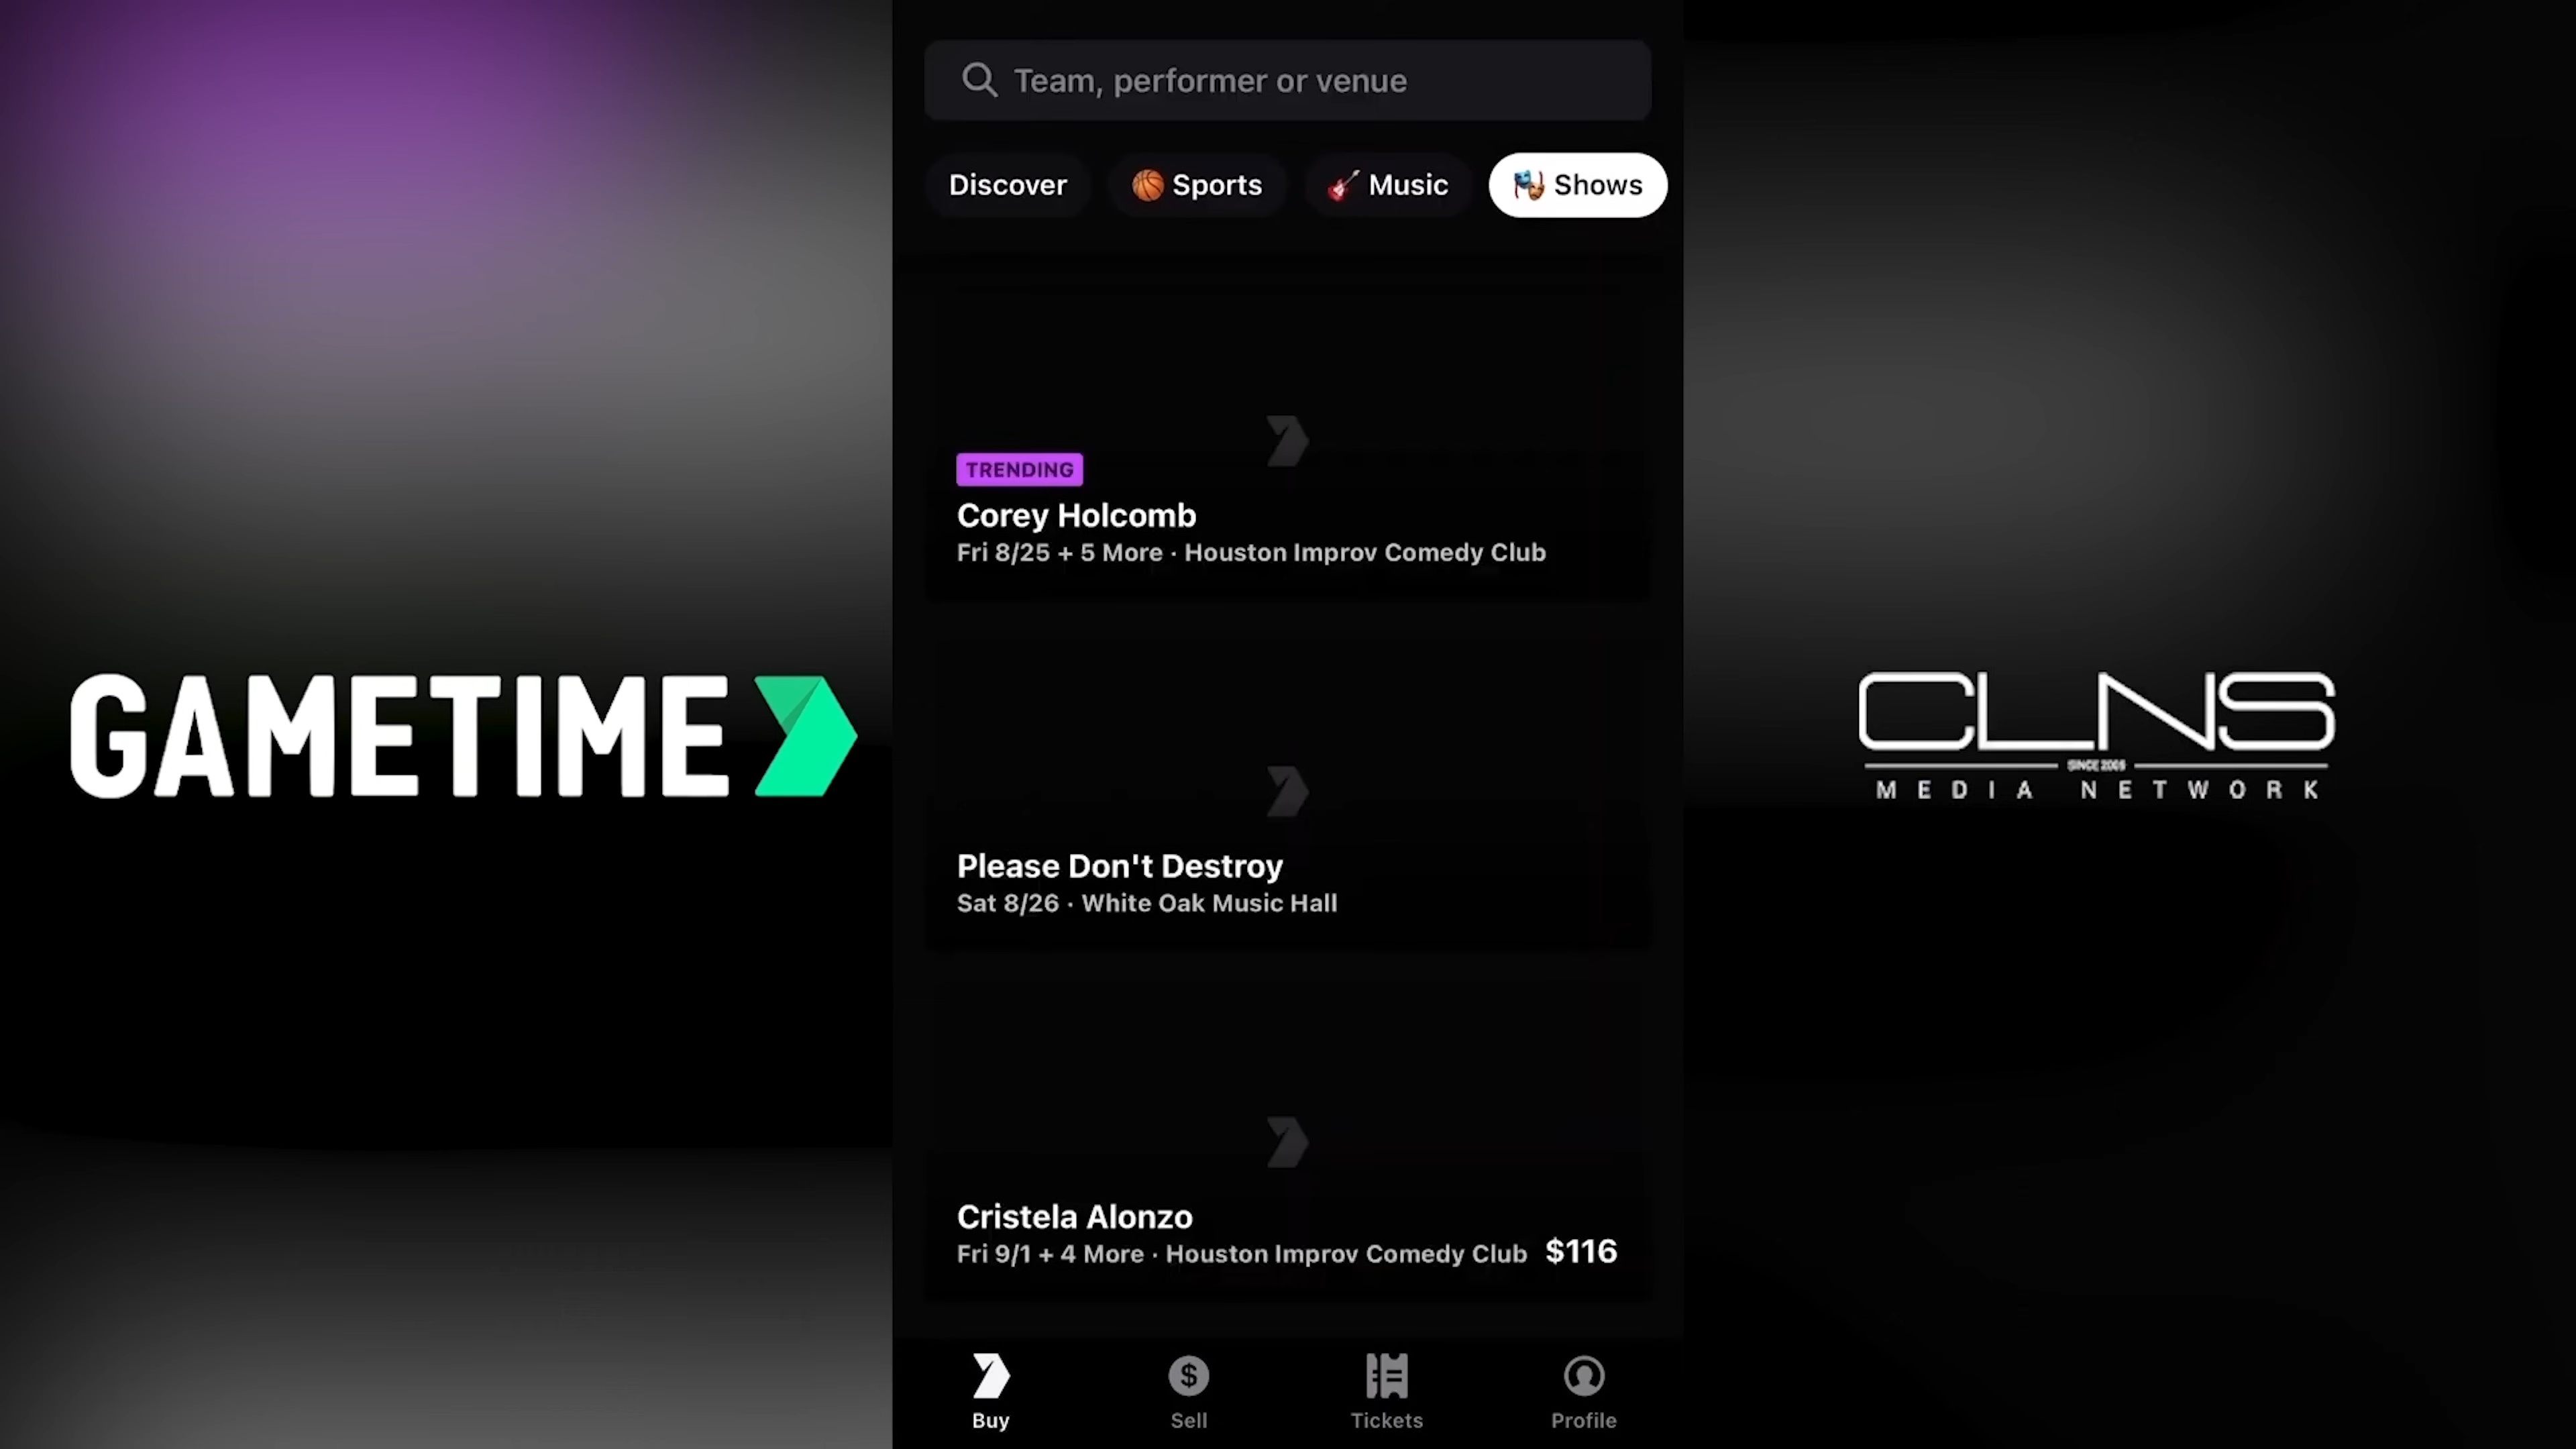 Team, performer or venue
Discover
Sports
Music
Shows
TRENDING
Corey Holcomb
Fri 8/25 + 5 More · Houston Improv Comedy Club
Please Don't Destroy
Sat 8/26 · White Oak Music Hall
Cristela Alonzo
Fri 9/1 + 4 More · Houston Improv Comedy Club $116
Buy
Sell
Tickets
Profile
GAMETIME
CLNS
SINCE 2005
MEDIA NETWORK